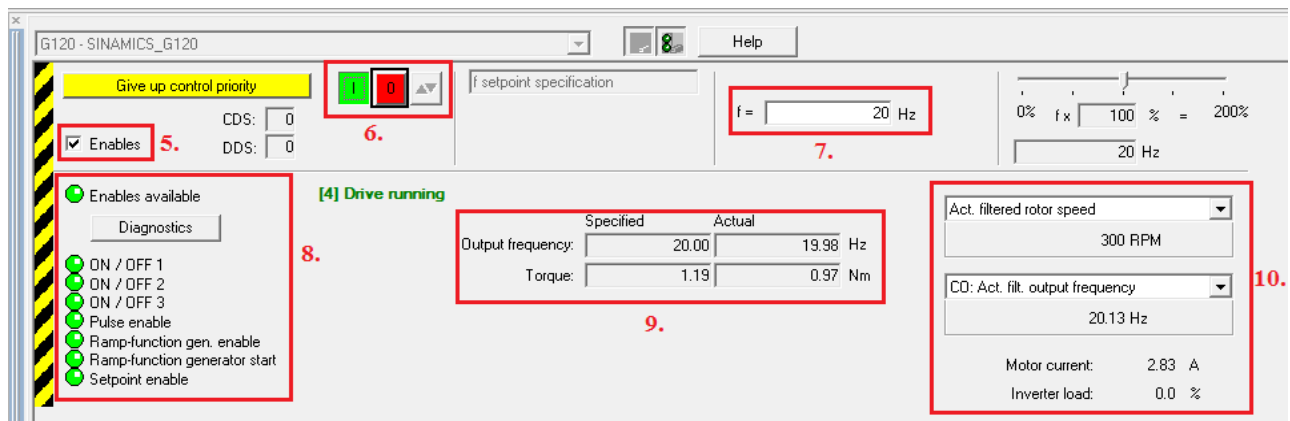 G120 - SINAMICS_G120 Help
Give up control priority I 0 f setpoint specification f = 20 Hz 0% f x 100 % = 200%
CDS: 0 6. 7. 20 Hz
Enables 5. DDS: 0
Enables available [4] Drive running
Diagnostics
8.
ON / OFF 1
ON / OFF 2
ON / OFF 3
Pulse enable
Ramp-function gen. enable
Ramp-function generator start
Setpoint enable
Specified Actual
Output frequency: 20.00 19.98 Hz
Torque: 1.19 0.97 Nm
9.
Act. filtered rotor speed
300 RPM
CO: Act. filt. output frequency 10.
20.13 Hz
Motor current: 2.83 A
Inverter load: 0.0 %